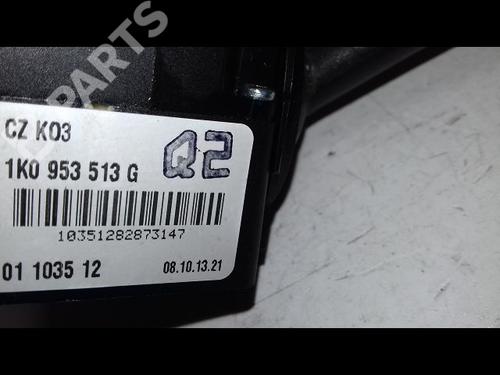 B-PARTS
CZ K03
Q2
1K0 953 513 G
10351282873147
01 1035 12
08.10.13.21